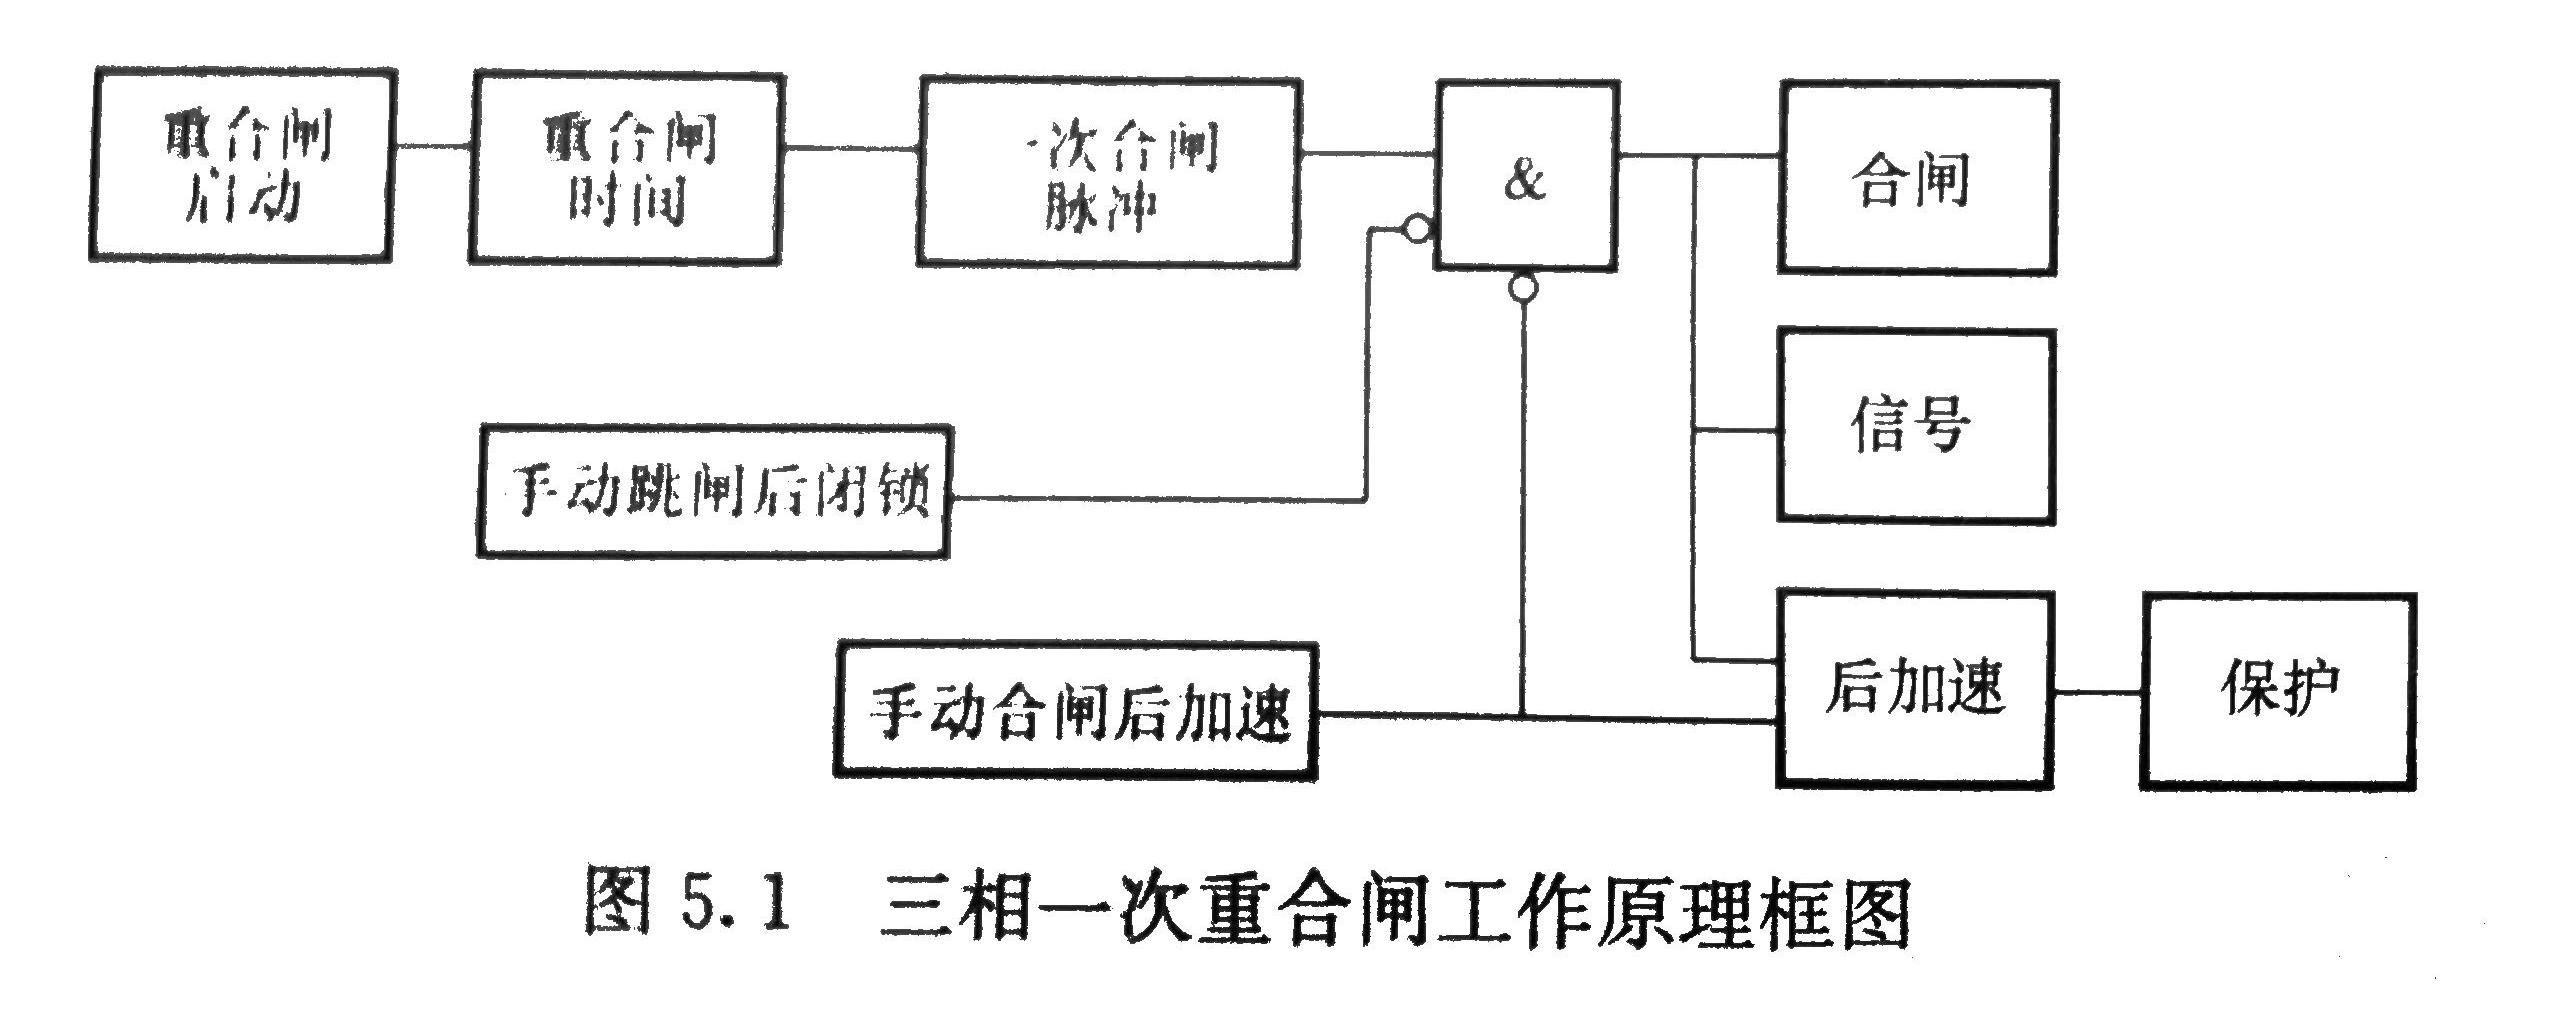 重合闸
启动
重合闸
时间
一次合闸
脉冲
&
合闸
信号
手动跳闸后闭锁
手动合闸后加速
后加速
保护
图 5.1 三相一次重合闸工作原理框图